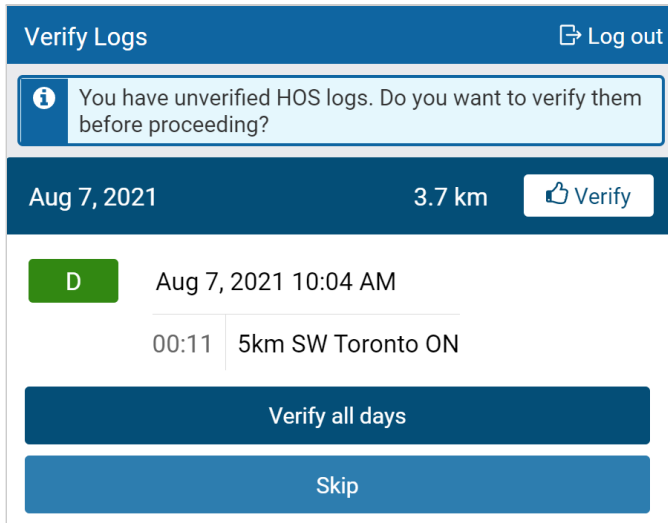 Verify Logs Log out
You have unverified HOS logs. Do you want to verify them
before proceeding?
Aug 7, 2021 3.7 km Verify
D Aug 7, 2021 10:04 AM
00:11 5km SW Toronto ON
Verify all days
Skip